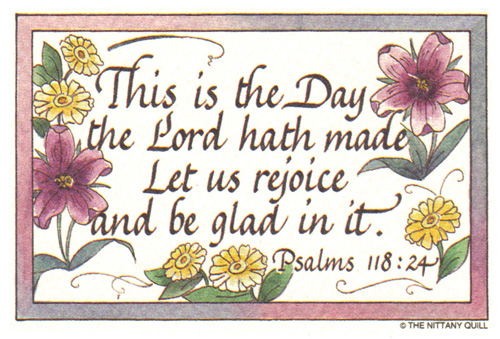 This is the Day
the Lord hath made
Let us rejoice
and be glad in it.
Psalms 118:24
© THE NITTANY QUILL